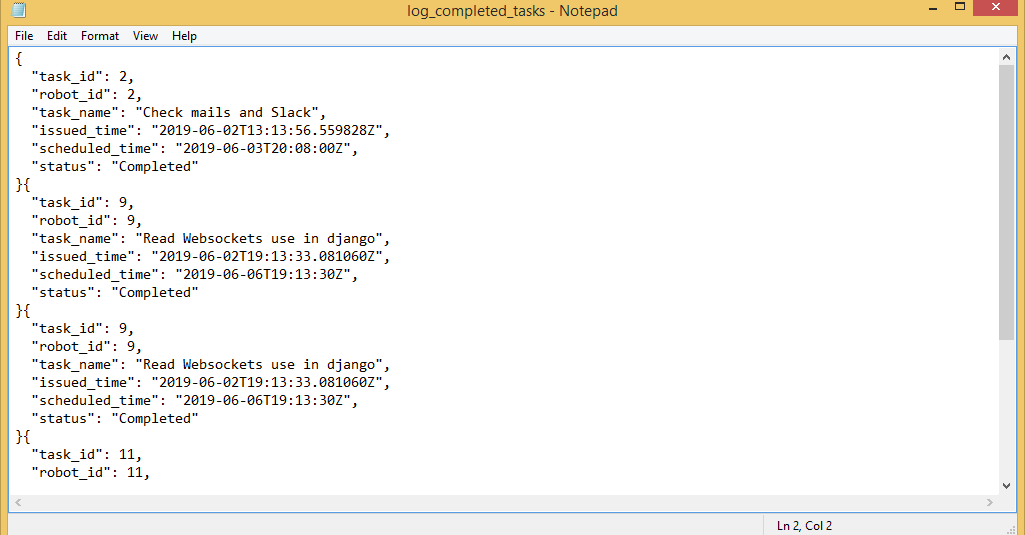 log_completed_tasks - Notepad
File Edit Format View Help
{
  "task_id": 2,
  "robot_id": 2,
  "task_name": "Check mails and Slack",
  "issued_time": "2019-06-02T13:13:56.559828Z",
  "scheduled_time": "2019-06-03T20:08:00Z",
  "status": "Completed"
}{
  "task_id": 9,
  "robot_id": 9,
  "task_name": "Read Websockets use in django",
  "issued_time": "2019-06-02T19:13:33.081060Z",
  "scheduled_time": "2019-06-06T19:13:30Z",
  "status": "Completed"
}{
  "task_id": 9,
  "robot_id": 9,
  "task_name": "Read Websockets use in django",
  "issued_time": "2019-06-02T19:13:33.081060Z",
  "scheduled_time": "2019-06-06T19:13:30Z",
  "status": "Completed"
}{
  "task_id": 11,
  "robot_id": 11,
Ln 2, Col 2